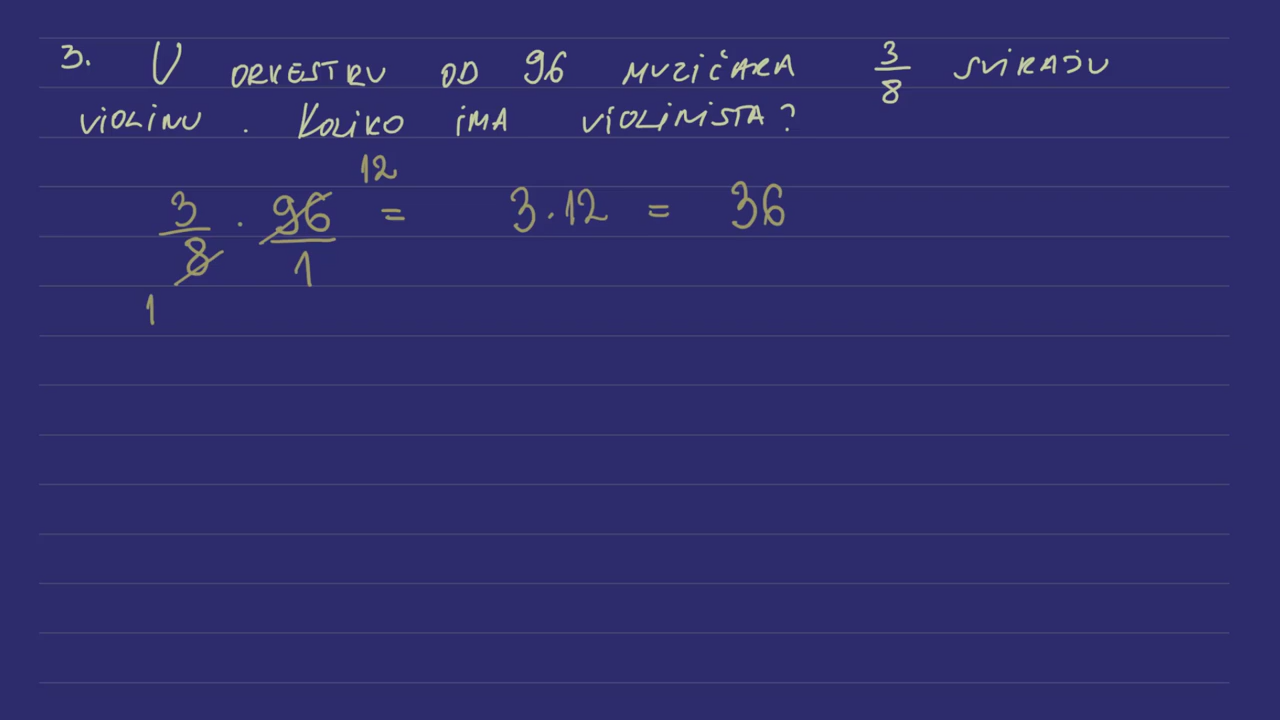 3. U ORKESTRU OD 96 MUZIČARA 3/8 SVIRAJU
VIOLINU. KOLIKO IMA VIOLINISTA?
12
3/8 · 96/1 = 3·12 = 36
1